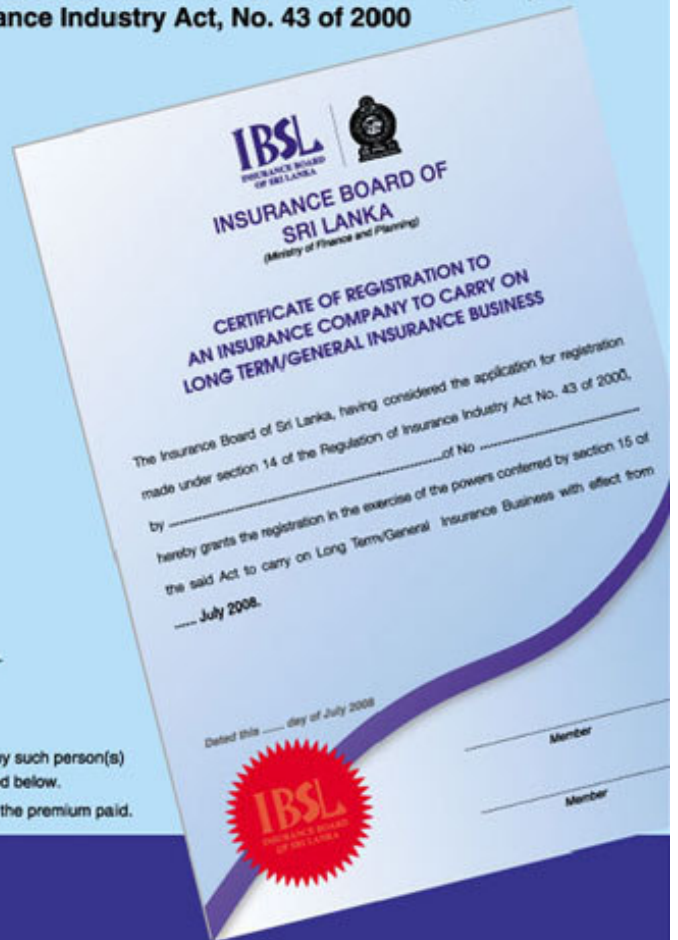 ance Industry Act, No. 43 of 2000
IBSL
INSURANCE BOARD
OF SRI LANKA
INSURANCE BOARD OF
SRI LANKA
(Ministry of Finance and Planning)
CERTIFICATE OF REGISTRATION TO
AN INSURANCE COMPANY TO CARRY ON
LONG TERM/GENERAL INSURANCE BUSINESS
The Insurance Board of Sri Lanka, having considered the application for registration
made under section 14 of the Regulation of Insurance Industry Act No. 43 of 2000,
by ........................................of No ........................
hereby grants the registration in the exercise of the powers conferred by section 15 of
the said Act to carry on Long Term/General Insurance Business with effect from
..... July 2008.
Dated this ..... day of July 2008
Member
Member
IBSL
INSURANCE BOARD
OF SRI LANKA
y such person(s)
d below.
the premium paid.